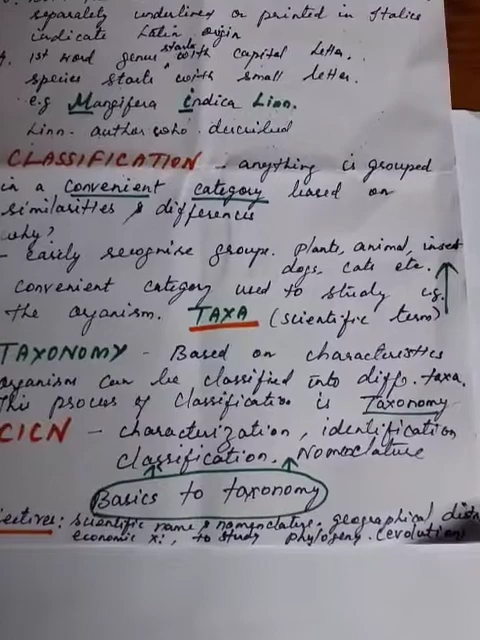 separately underlined or printed in Italics
indicate Latin origin
1st word genus starts with capital letter.
species starts with small letter.
e.g Mangifera indica Linn.
Linn- author who described
CLASSIFICATION - anything is grouped
in a convenient category based on
similarities & differences
why?
- Easily recognise groups. plants, animal, insect
dogs, cats etc.
convenient category used to study e.g.
the organism. TAXA (scientific term)
TAXONOMY - Based on characteristics
organism can be classified into diff. taxa.
This process of classification is Taxonomy
CICN - characterization, identification
classification. Nomoclature
Basics to taxonomy
ectives: scientific name & nomenclature. geographical distr
economic xi, to study phylogeny. (evolution)